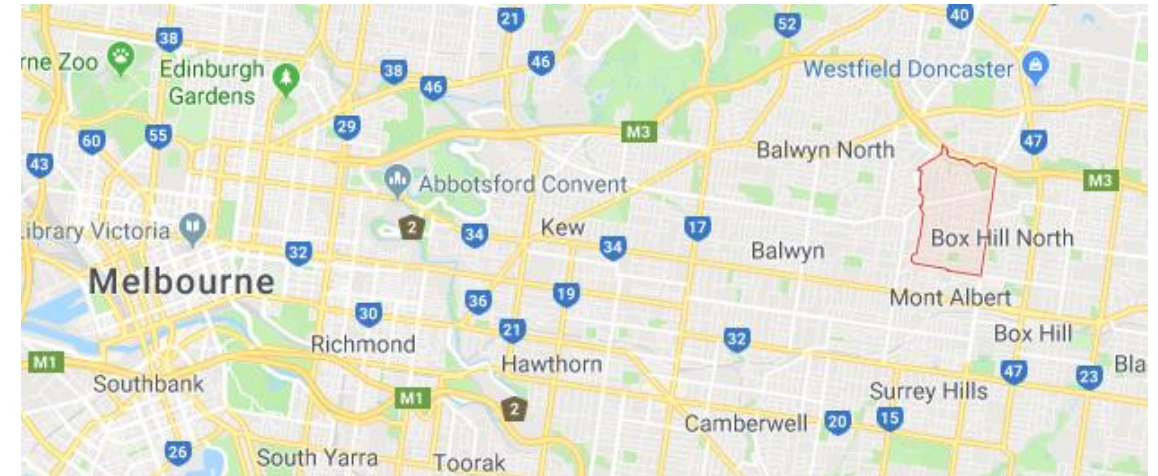 21
52
40
38
rne Zoo
Edinburgh
Gardens
38
46
46
Westfield Doncaster
29
55
60
43
M3
Balwyn North
47
M3
Abbotsford Convent
2
34
Kew
34
17
Library Victoria
32
Balwyn
Box Hill North
Melbourne
36
19
Mont Albert
30
21
32
Box Hill
Richmond
M1
Hawthorn
47
23
Bla
Southbank
M1
2
Surrey Hills
Camberwell
20
15
26
South Yarra
Toorak